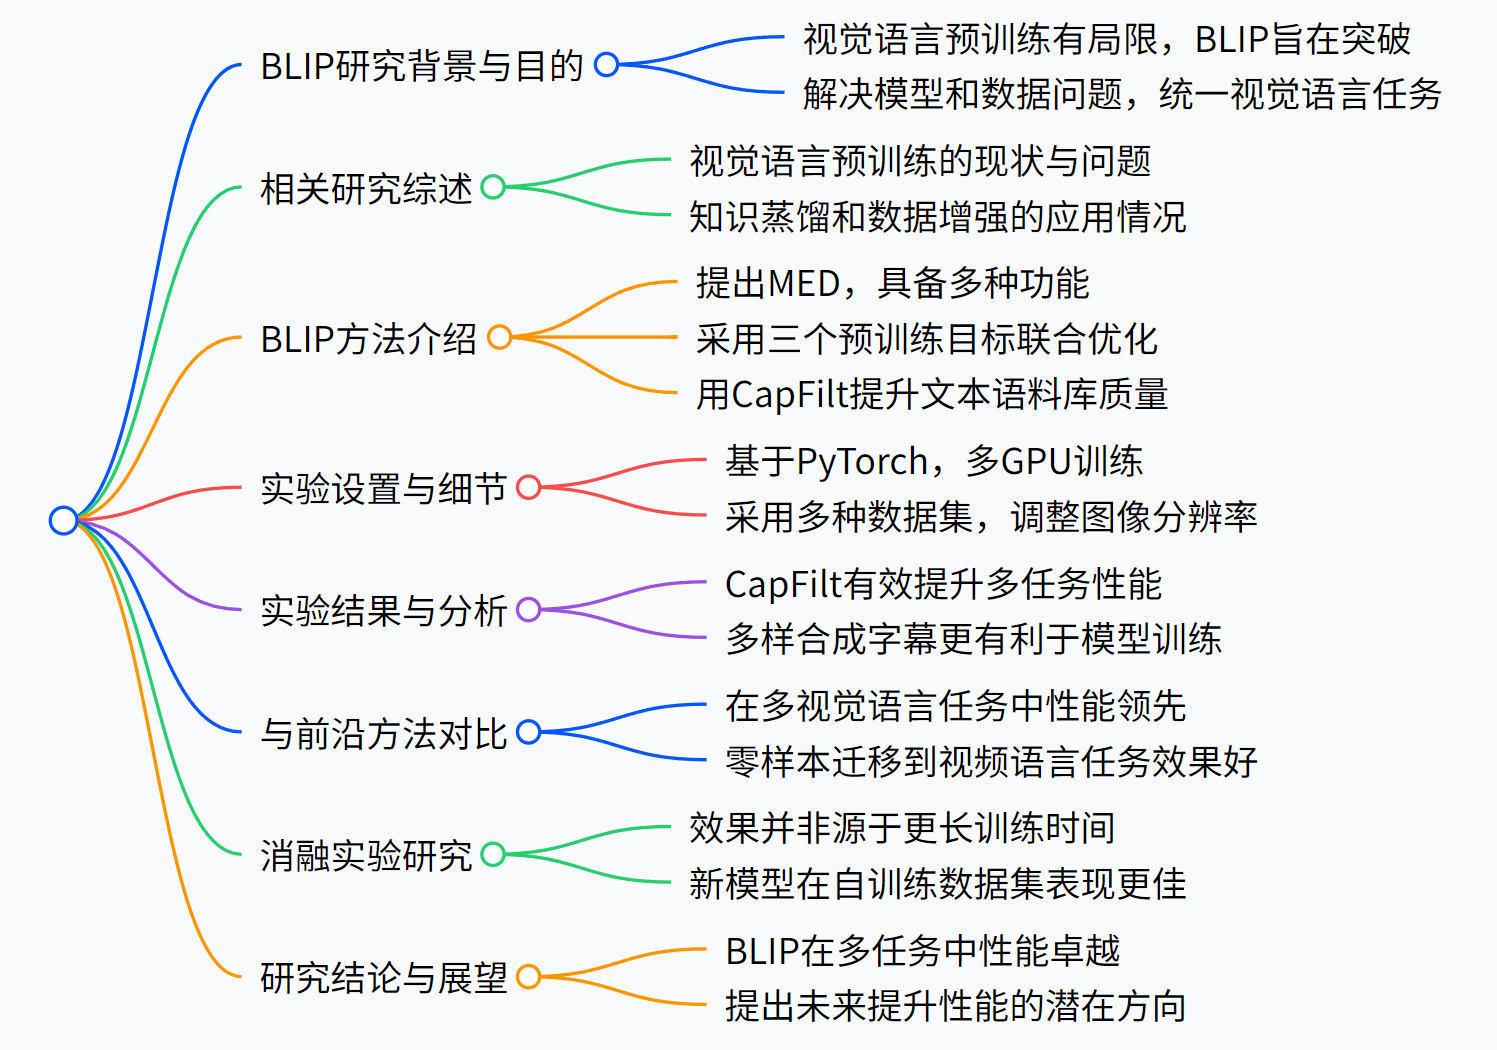 BLIP研究背景与目的
视觉语言预训练有局限，BLIP旨在突破
解决模型和数据问题，统一视觉语言任务
相关研究综述
视觉语言预训练的现状与问题
知识蒸馏和数据增强的应用情况
BLIP方法介绍
提出MED，具备多种功能
采用三个预训练目标联合优化
用CapFilt提升文本语料库质量
实验设置与细节
基于PyTorch，多GPU训练
采用多种数据集，调整图像分辨率
实验结果与分析
CapFilt有效提升多任务性能
多样合成字幕更有利于模型训练
与前沿方法对比
在多视觉语言任务中性能领先
零样本迁移到视频语言任务效果好
消融实验研究
效果并非源于更长训练时间
新模型在自训练数据集表现更佳
研究结论与展望
BLIP在多任务中性能卓越
提出未来提升性能的潜在方向